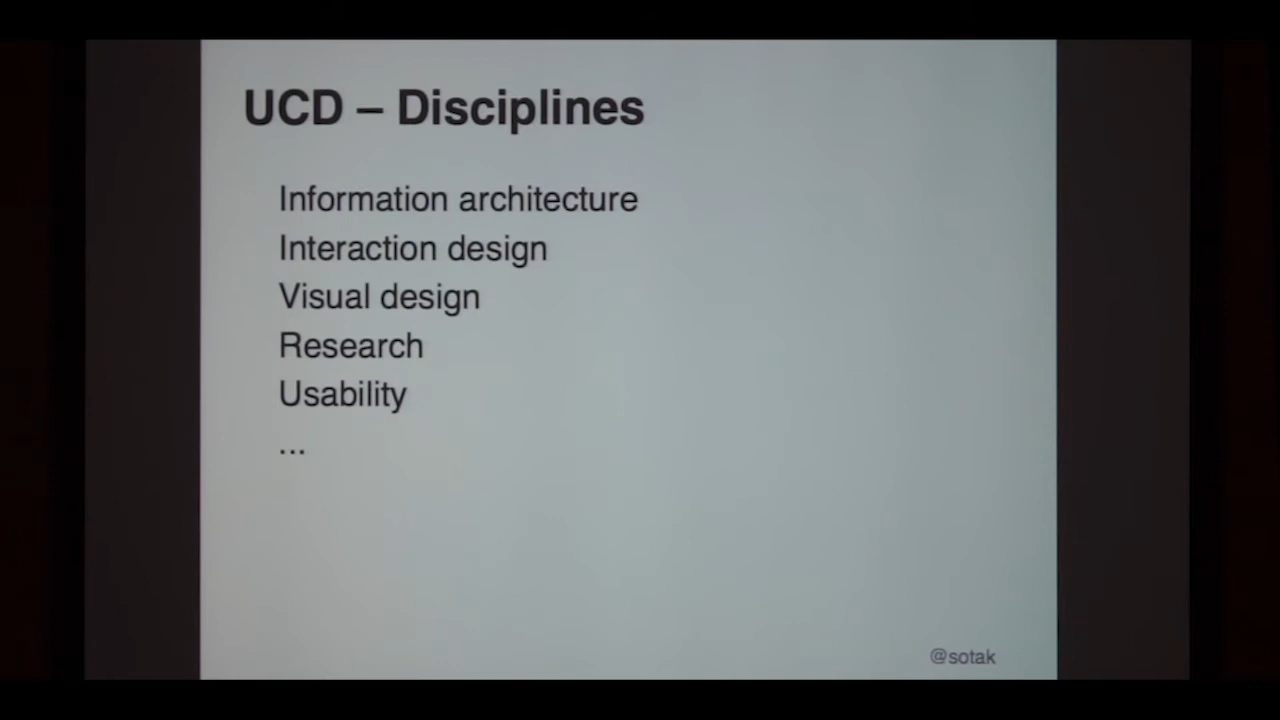 UCD – Disciplines
Information architecture
Interaction design
Visual design
Research
Usability
...
@sotak